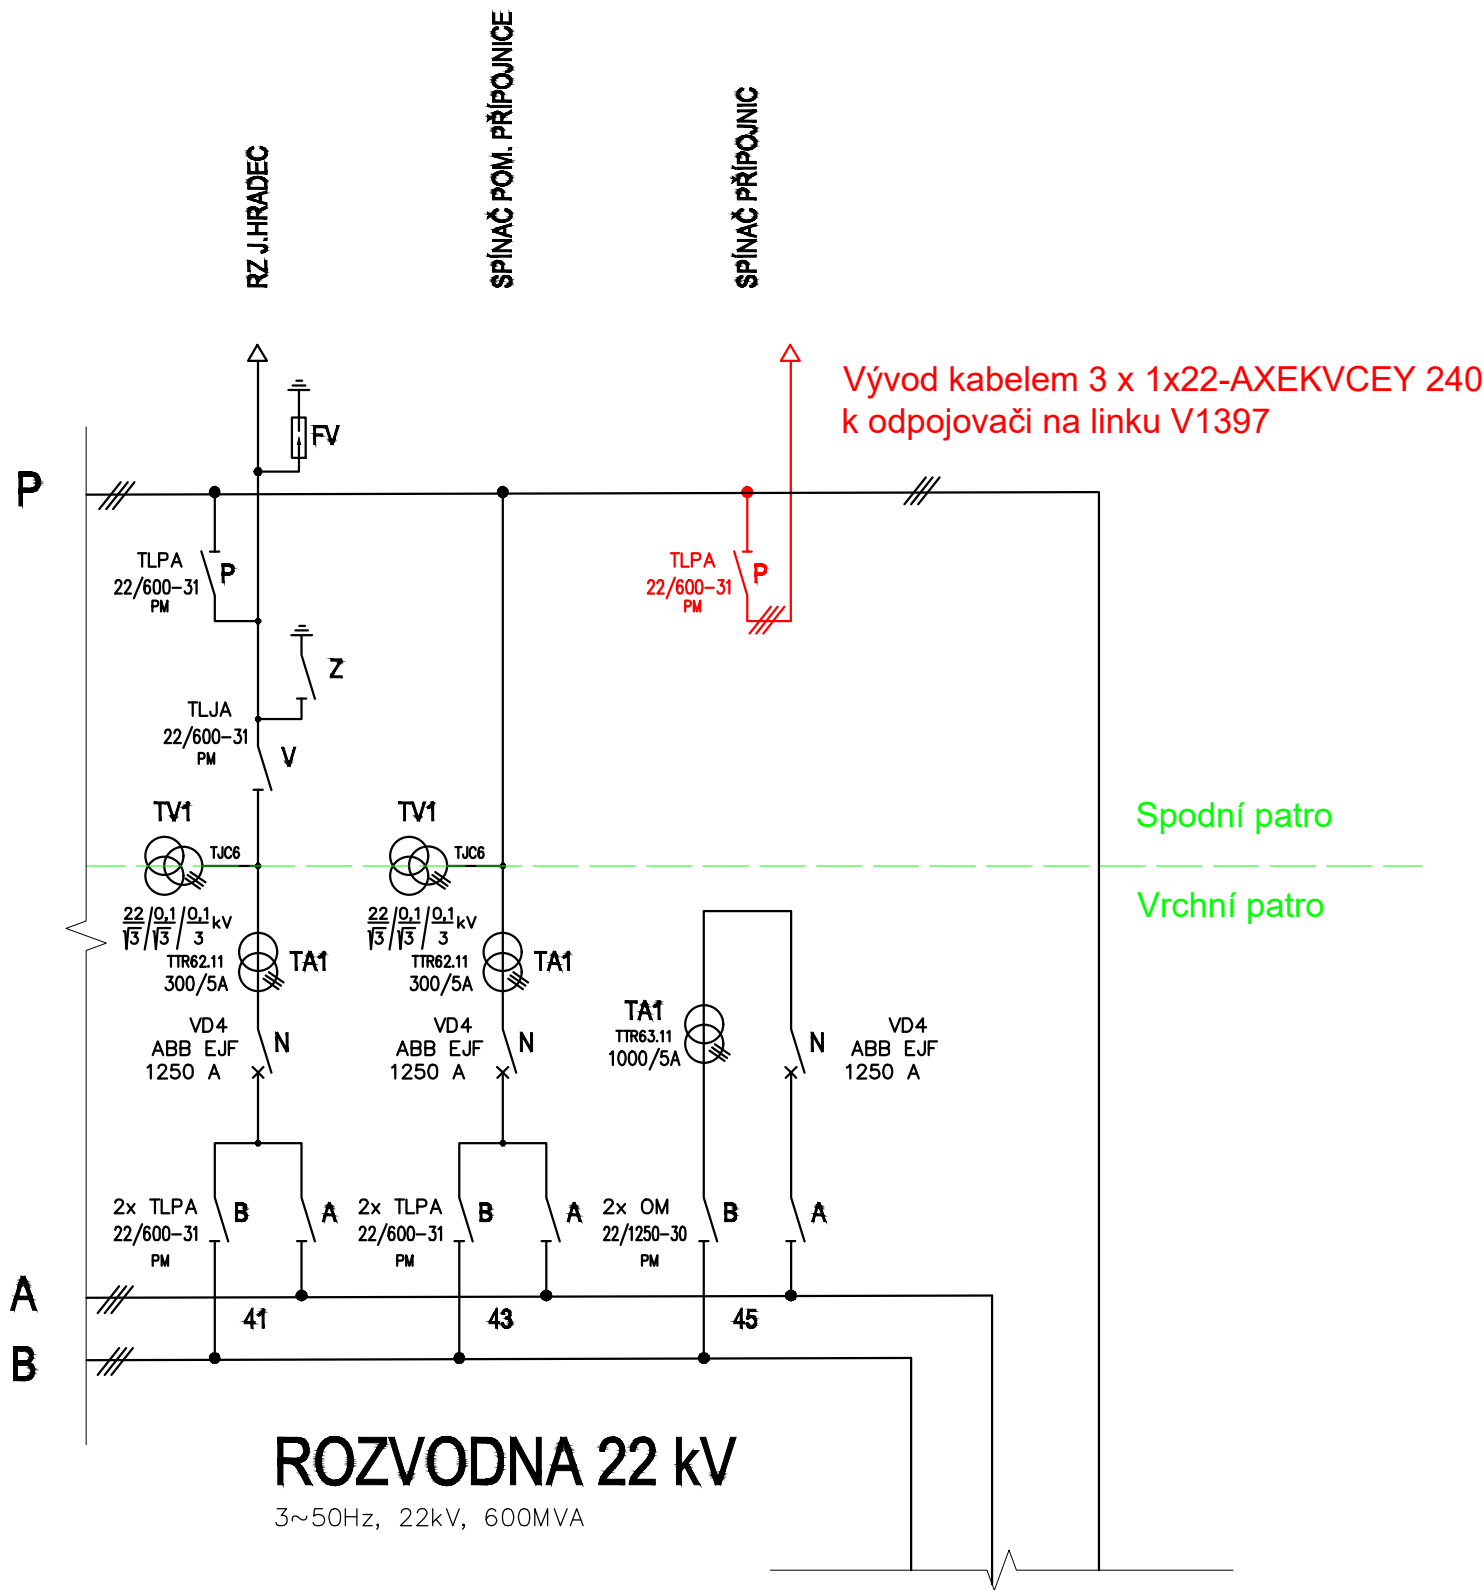 RZ J.HRADEC
SPÍNAČ POM. PŘÍPOJNICE
SPÍNAČ PŘÍPOJNIC
Vývod kabelem 3 x 1x22-AXEKVCEY 240
k odpojovači na linku V1397
FV
P
TLPA
22/600-31
PM
P
TLPA
22/600-31
PM
P
Z
TLJA
22/600-31
PM
V
Spodní patro
TV1
TJC6
TV1
TJC6
Vrchní patro
22/√3 / 0,1/√3 / 0,1/3 kV
22/√3 / 0,1/√3 / 0,1/3 kV
TTR62.11
300/5A
TA1
TTR62.11
300/5A
TA1
TA1
TTR63.11
1000/5A
VD4
ABB EJF
1250 A
N
VD4
ABB EJF
1250 A
N
N
VD4
ABB EJF
1250 A
2x TLPA
22/600-31
PM
B
A
2x TLPA
22/600-31
PM
B
A
2x OM
22/1250-30
PM
B
A
A
41
43
45
B
ROZVODNA 22 kV
3~50Hz, 22kV, 600MVA